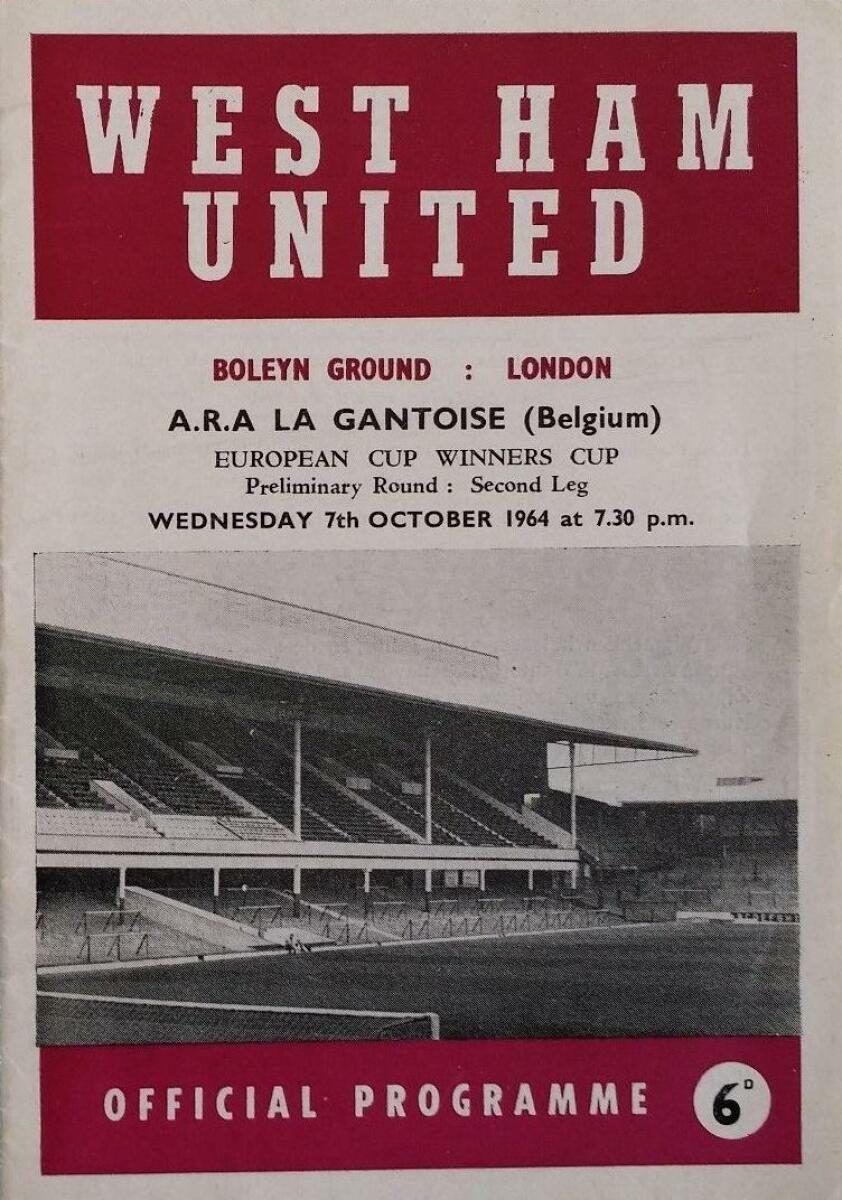 WEST HAM
UNITED
BOLEYN GROUND : LONDON
A.R.A LA GANTOISE (Belgium)
EUROPEAN CUP WINNERS CUP
Preliminary Round : Second Leg
WEDNESDAY 7th OCTOBER 1964 at 7.30 p.m.
OFFICIAL PROGRAMME 6D